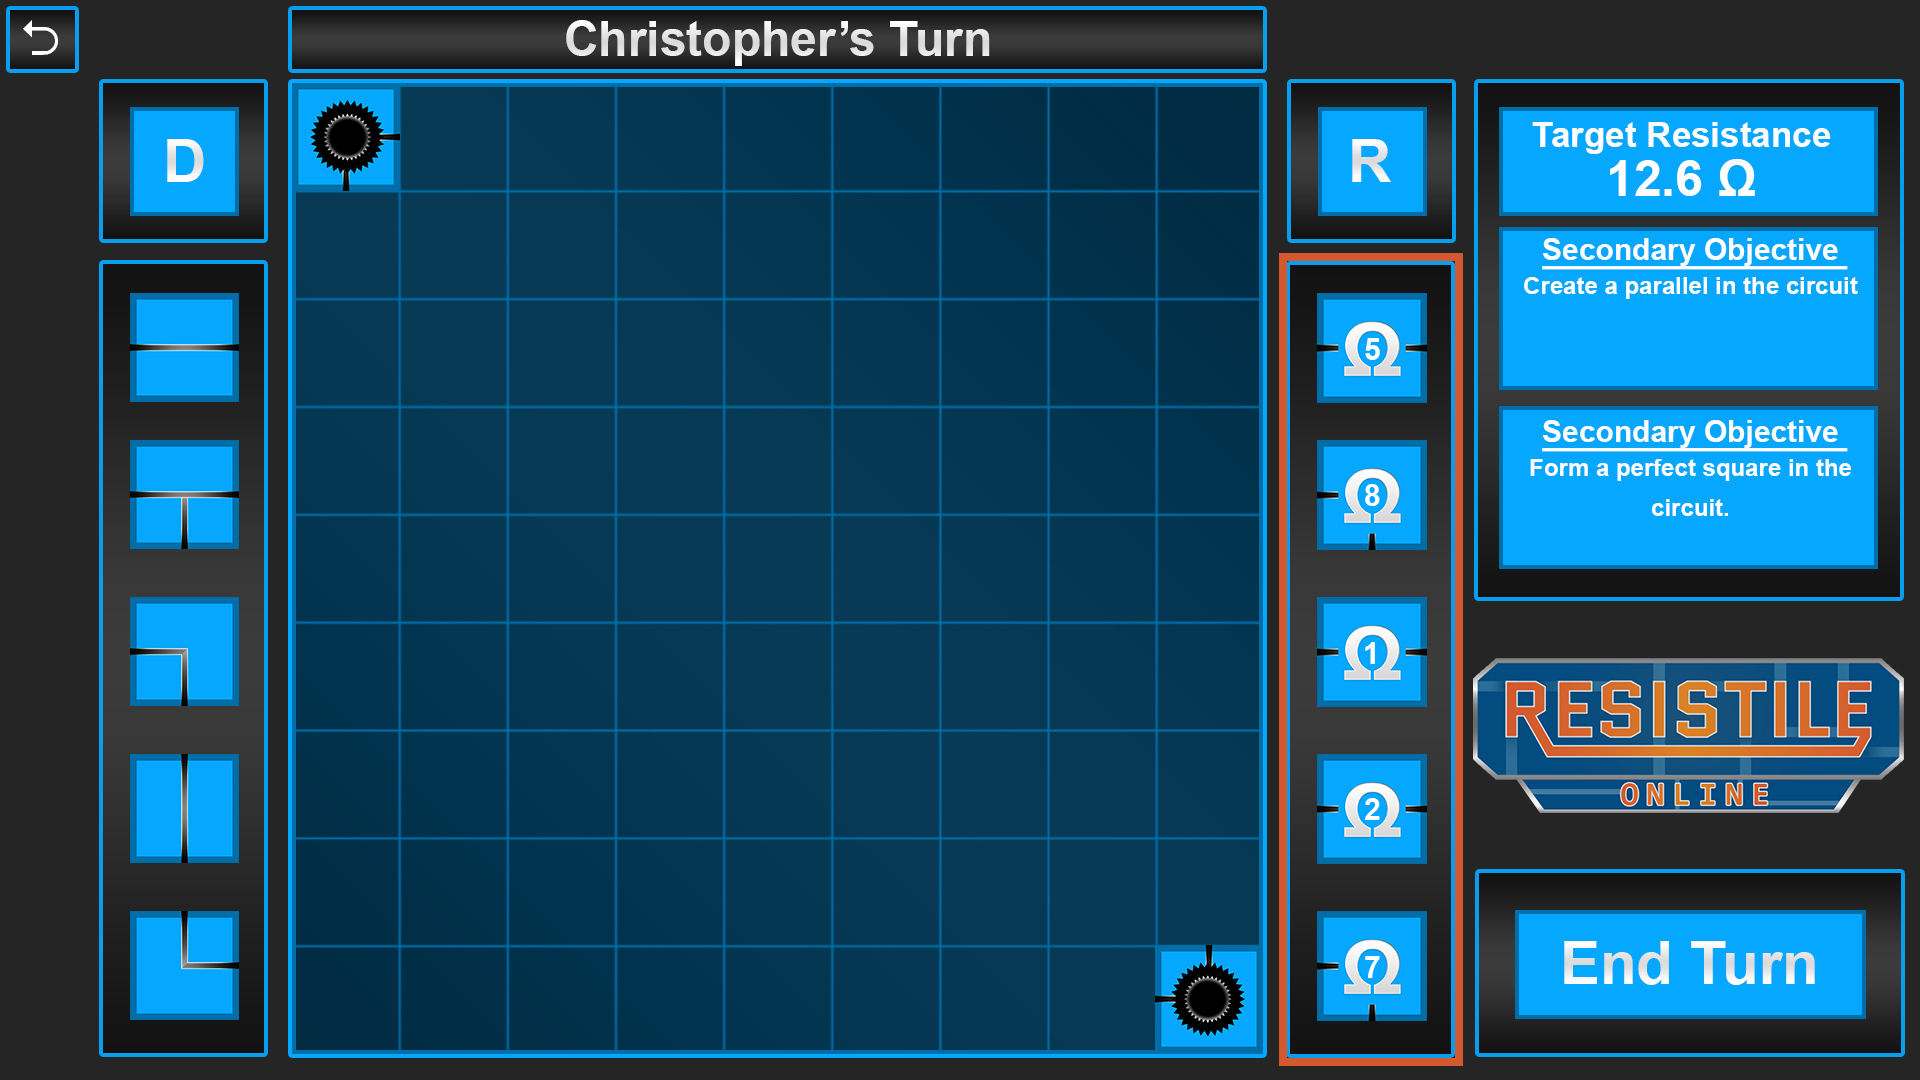 Christopher’s Turn
D
R
Target Resistance
12.6 Ω
Secondary Objective
Create a parallel in the circuit
Secondary Objective
Form a perfect square in the
circuit.
Ω 5
Ω 8
Ω 1
Ω 2
Ω 7
RESISTILE
ONLINE
End Turn